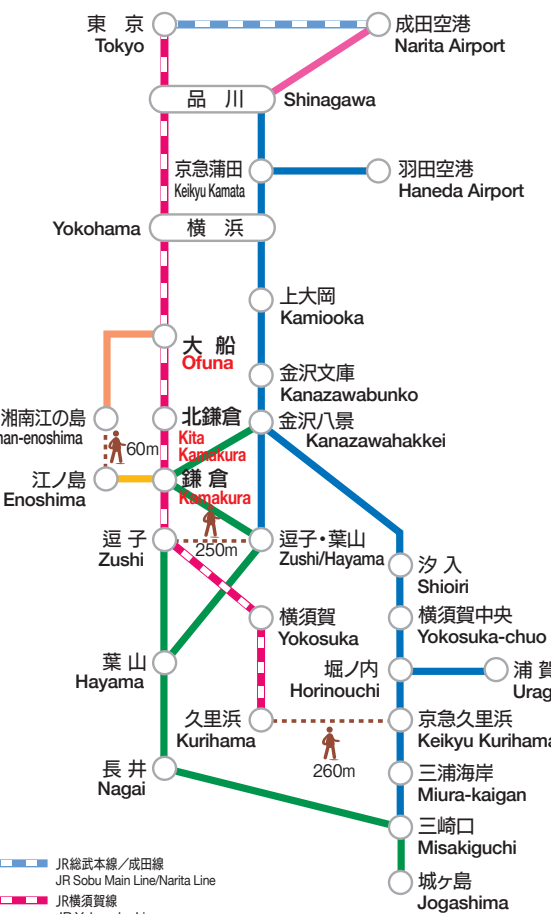 東 京
Tokyo
成田空港
Narita Airport
品 川
Shinagawa
京急蒲田
Keikyu Kamata
羽田空港
Haneda Airport
Yokohama
横 浜
上大岡
Kamiooka
大 船
Ofuna
金沢文庫
Kanazawabunko
湘南江の島
nan-enoshima
北鎌倉
Kita
Kamakura
金沢八景
Kanazawahakkei
60m
江ノ島
Enoshima
鎌 倉
Kamakura
逗 子
Zushi
250m
逗子・葉山
Zushi/Hayama
汐 入
Shioiri
横須賀
Yokosuka
横須賀中央
Yokosuka-chuo
葉 山
Hayama
堀ノ内
Horinouchi
浦 賀
Urag
久里浜
Kurihama
京急久里浜
Keikyu Kurihama
260m
長 井
Nagai
三浦海岸
Miura-kaigan
三崎口
Misakiguchi
城ヶ島
Jogashima
JR総武本線／成田線
JR Sobu Main Line/Narita Line
JR横須賀線